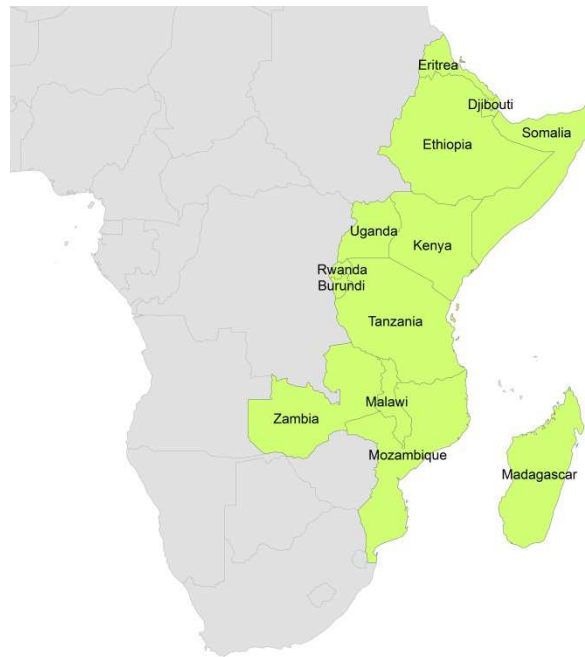 Eritrea
Djibouti
Somalia
Ethiopia
Uganda
Kenya
Rwanda
Burundi
Tanzania
Malawi
Zambia
Mozambique
Madagascar